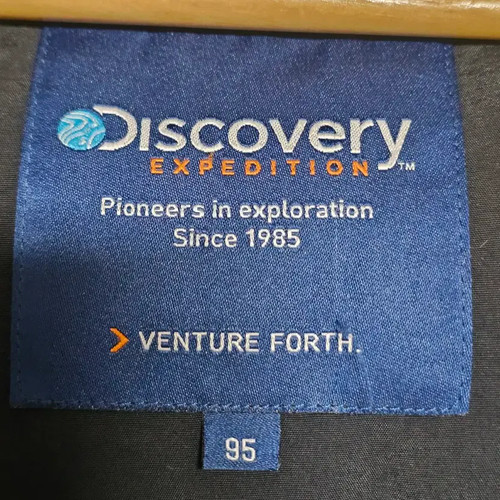 Discovery
EXPEDITION™
Pioneers in exploration
Since 1985
> VENTURE FORTH.
95